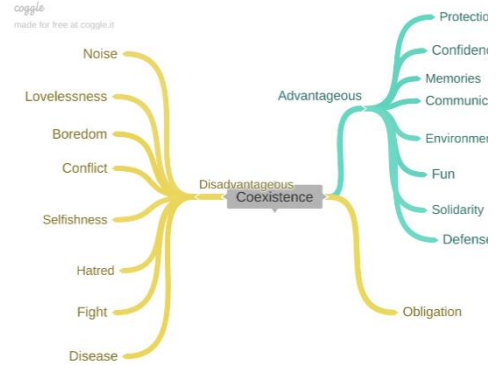 coggle
made for free at coggle.it
Noise
Lovelessness
Boredom
Conflict
Selfishness
Hatred
Fight
Disease
Disadvantageous
Coexistence
Advantageous
Protectio
Confidenc
Memories
Communic
Environmen
Fun
Solidarity
Defense
Obligation